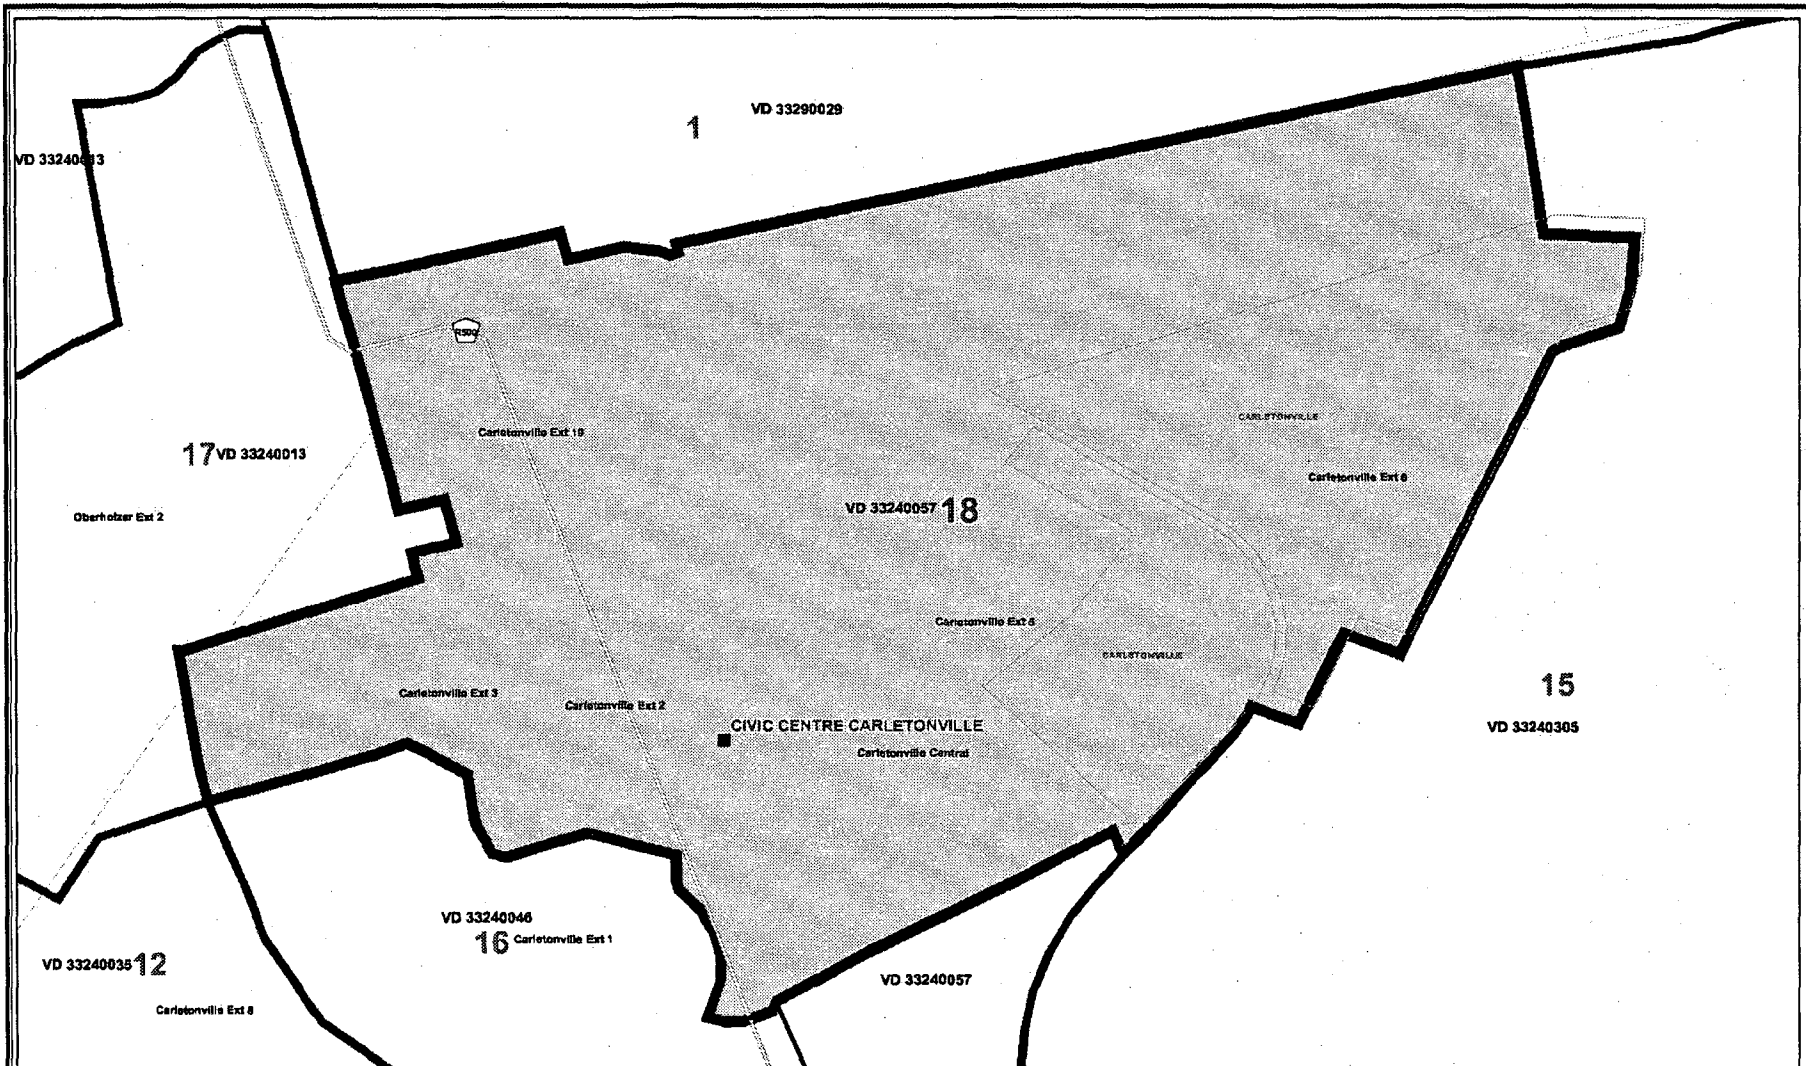 VD 33290029
1
VD 33240013
R500
Carletonville Ext 19
CARLETONVILLE
17 VD 33240013
Carletonville Ext 6
VD 33240057 18
Oberholzer Ext 2
Carletonville Ext 5
CARLETONVILLE
15
Carletonville Ext 3
Carletonville Ext 2
CIVIC CENTRE CARLETONVILLE
VD 33240305
Carletonville Central
VD 33240046
16 Carletonville Ext 1
VD 33240035 12
VD 33240057
Carletonville Ext 8